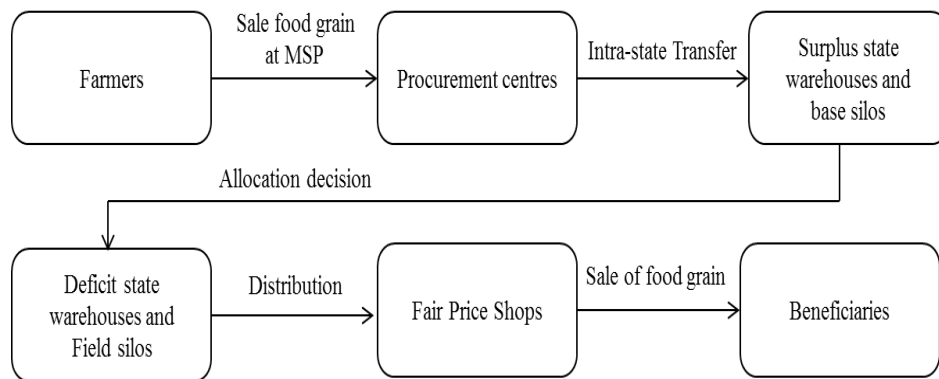 Farmers
Sale food grain
at MSP
Procurement centres
Intra-state Transfer
Surplus state
warehouses and
base silos
Allocation decision
Deficit state
warehouses and
Field silos
Distribution
Fair Price Shops
Sale of food grain
Beneficiaries